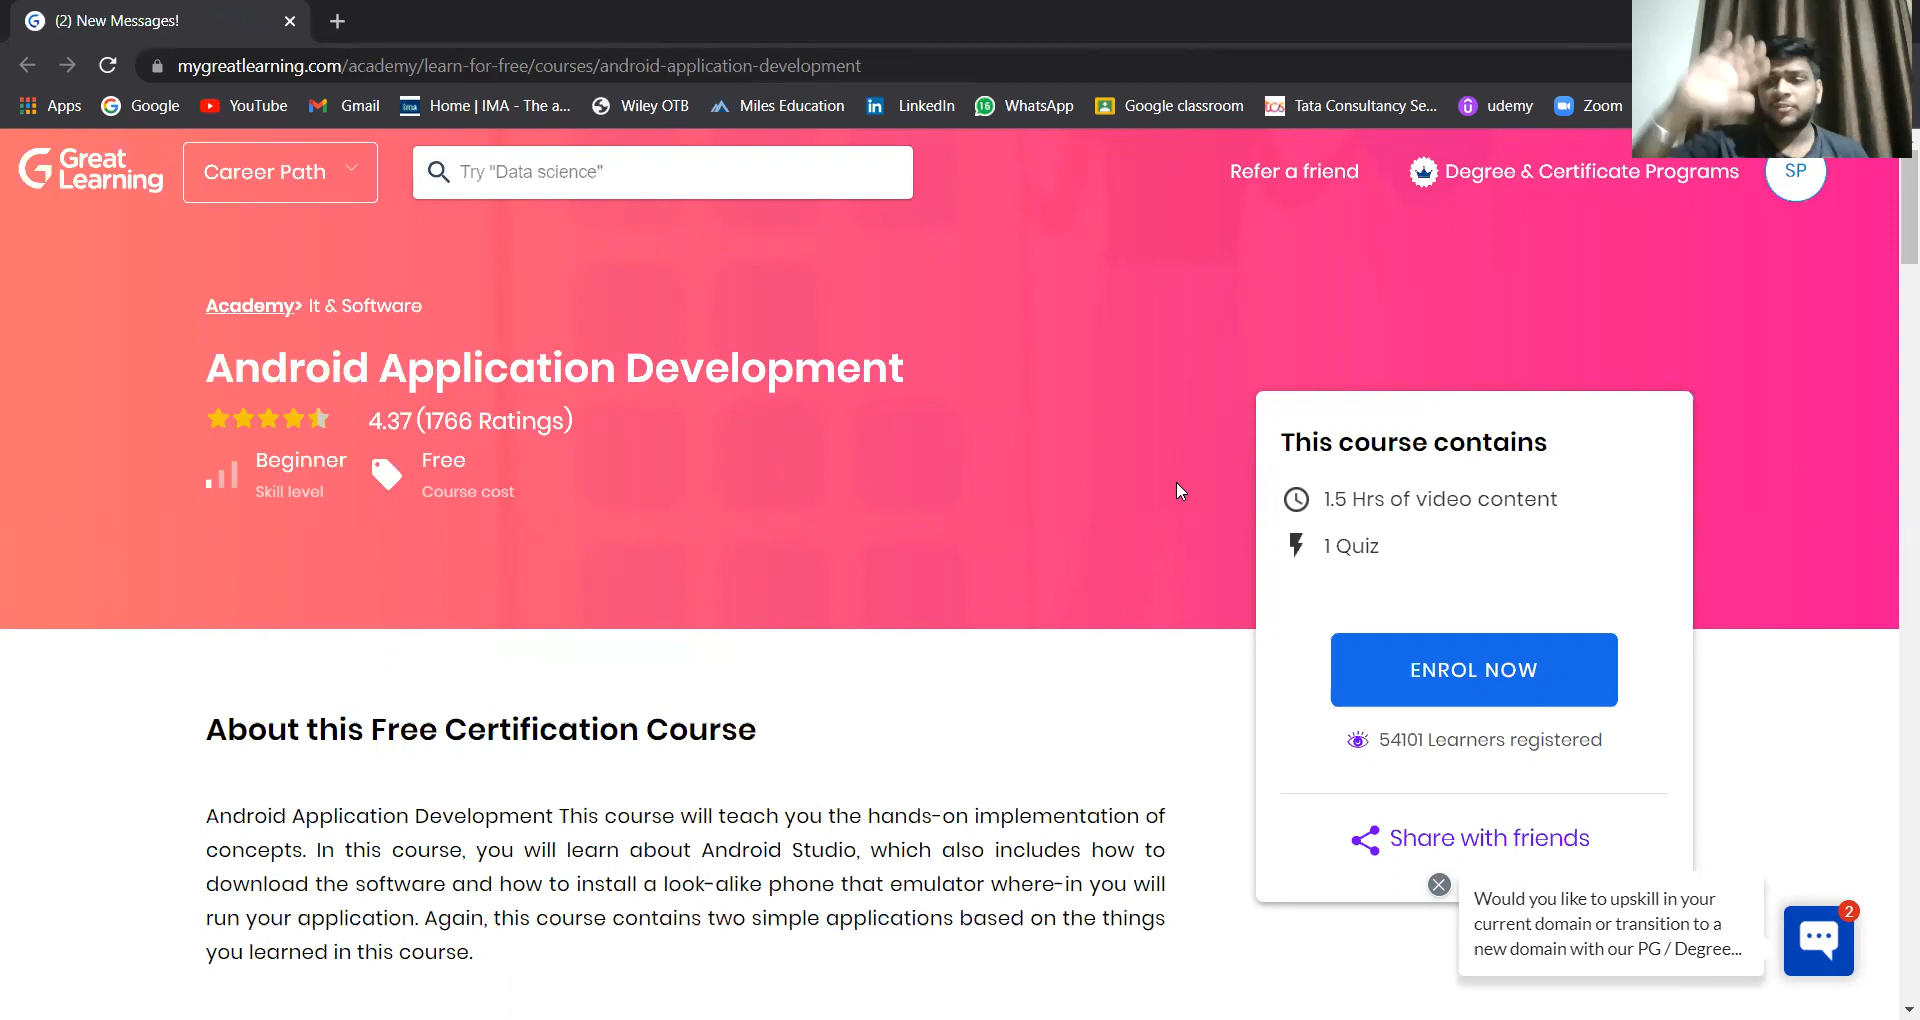 (2) New Messages!
mygreatlearning.com/academy/learn-for-free/courses/android-application-development
Apps Google YouTube Gmail Home | IMA - The a... Wiley OTB Miles Education LinkedIn 16 WhatsApp Google classroom Tata Consultancy Se... udemy Zoom
Great
Learning
Career Path
Try "Data science"
Refer a friend
Degree & Certificate Programs
SP
Academy> It & Software
Android Application Development
4.37 (1766 Ratings)
Beginner
Skill level
Free
Course cost
This course contains
1.5 Hrs of video content
1 Quiz
ENROL NOW
54101 Learners registered
Share with friends
About this Free Certification Course
Android Application Development This course will teach you the hands-on implementation of
concepts. In this course, you will learn about Android Studio, which also includes how to
download the software and how to install a look-alike phone that emulator where-in you will
run your application. Again, this course contains two simple applications based on the things
you learned in this course.
Would you like to upskill in your
current domain or transition to a
new domain with our PG / Degree...
2